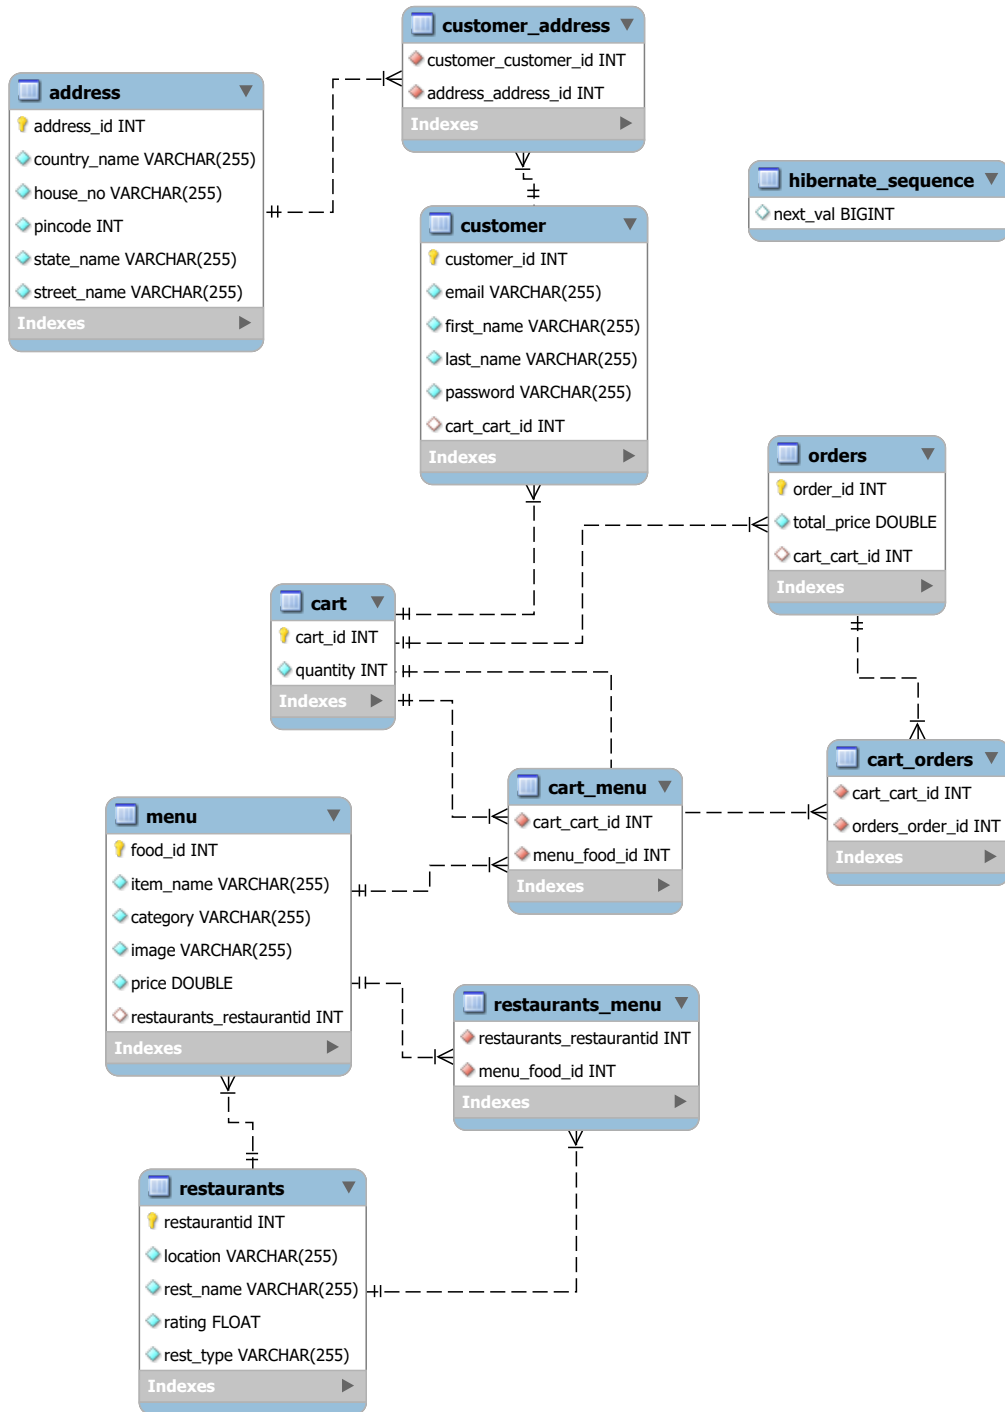 customer_address
customer_customer_id INT
address_address_id INT
Indexes
address
address_id INT
country_name VARCHAR(255)
house_no VARCHAR(255)
pincode INT
state_name VARCHAR(255)
street_name VARCHAR(255)
Indexes
hibernate_sequence
next_val BIGINT
customer
customer_id INT
email VARCHAR(255)
first_name VARCHAR(255)
last_name VARCHAR(255)
password VARCHAR(255)
cart_cart_id INT
Indexes
orders
order_id INT
total_price DOUBLE
cart_cart_id INT
Indexes
cart
cart_id INT
quantity INT
Indexes
cart_orders
cart_cart_id INT
orders_order_id INT
Indexes
cart_menu
cart_cart_id INT
menu_food_id INT
Indexes
menu
food_id INT
item_name VARCHAR(255)
category VARCHAR(255)
image VARCHAR(255)
price DOUBLE
restaurants_restaurantid INT
Indexes
restaurants_menu
restaurants_restaurantid INT
menu_food_id INT
Indexes
restaurants
restaurantid INT
location VARCHAR(255)
rest_name VARCHAR(255)
rating FLOAT
rest_type VARCHAR(255)
Indexes